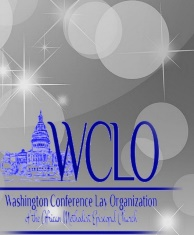 WCLO
Washington Conference Lay Organization
of the African Methodist Episcopal Church